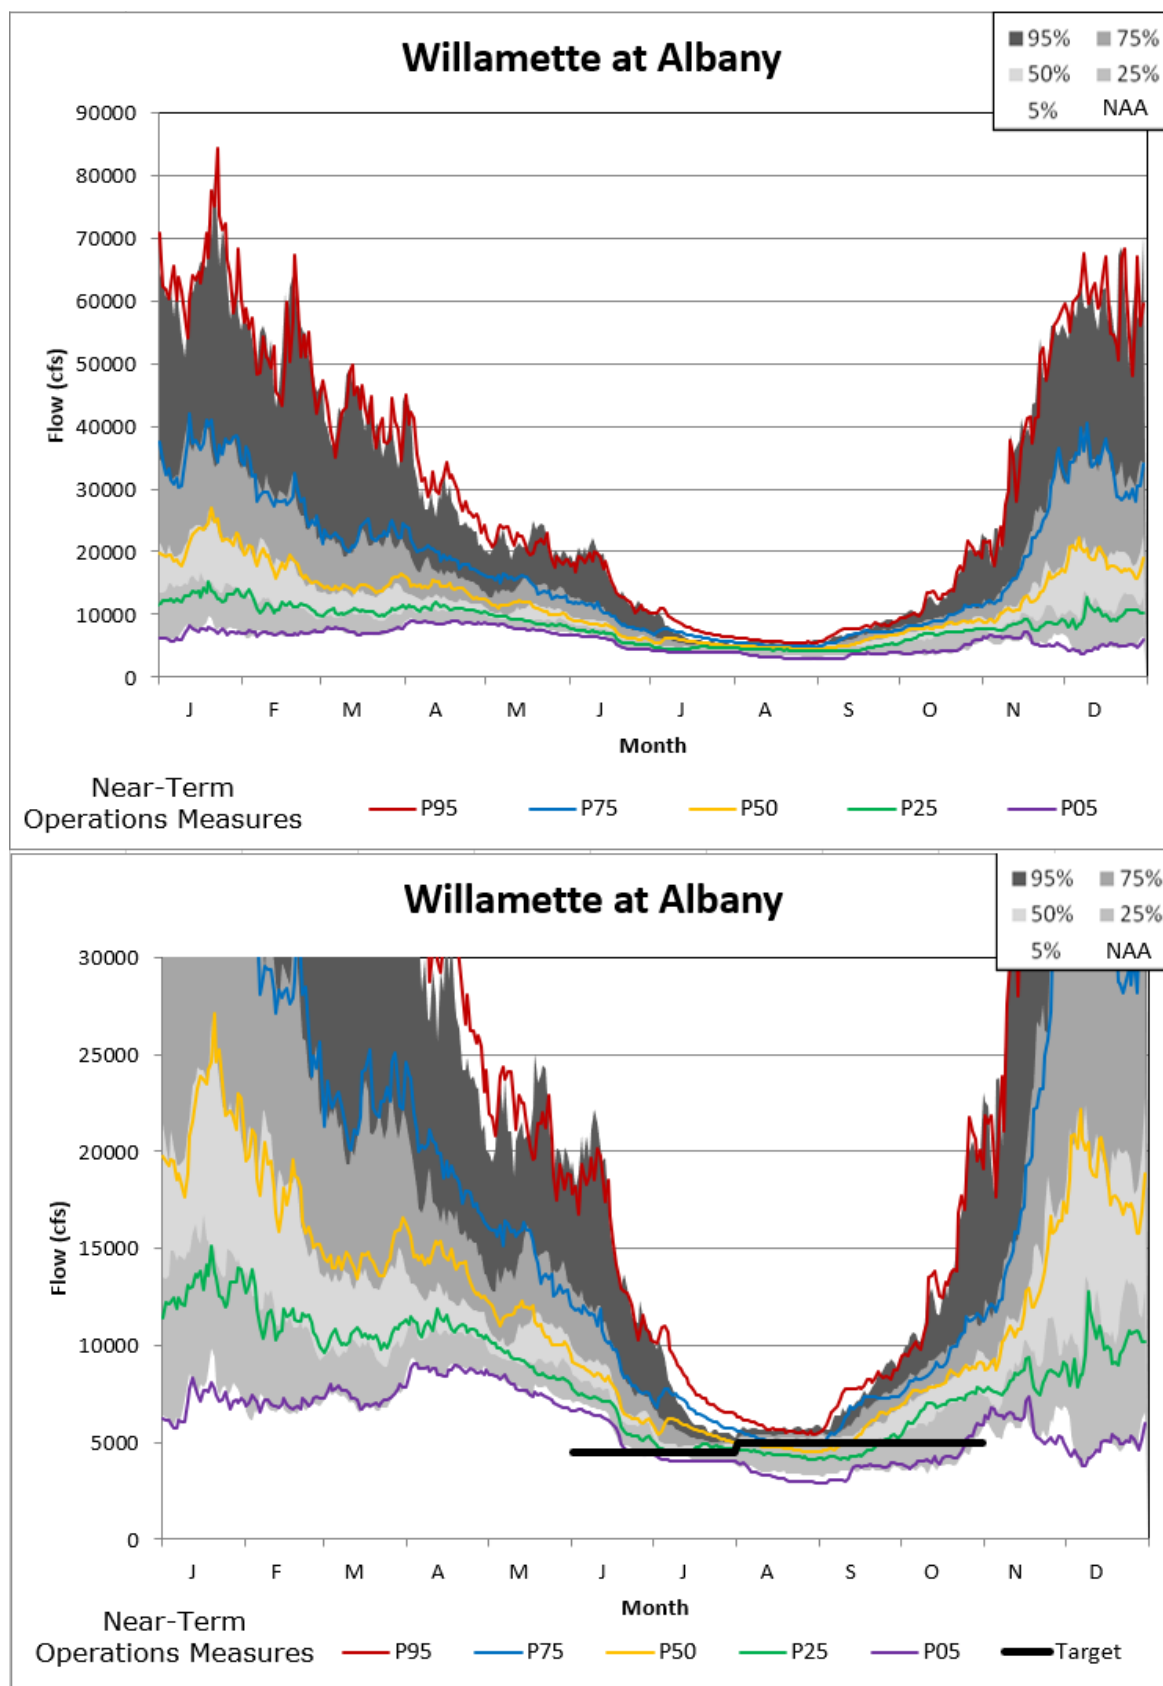 Willamette at Albany
95% 75%
50% 25%
5% NAA
90000
80000
70000
60000
50000
40000
30000
20000
10000
0
Flow (cfs)
J F M A M J J A S O N D
Month
Near-Term
Operations Measures
P95 P75 P50 P25 P05
Willamette at Albany
95% 75%
50% 25%
5% NAA
30000
25000
20000
15000
10000
5000
0
Flow (cfs)
J F M A M J J A S O N D
Month
Near-Term
Operations Measures
P95 P75 P50 P25 P05 Target